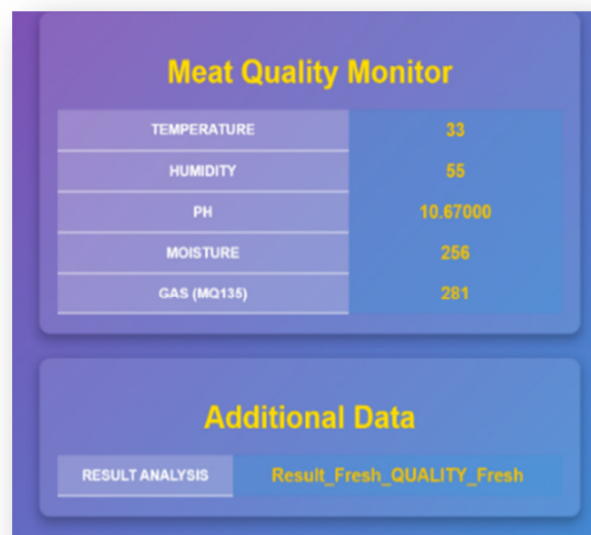 Meat Quality Monitor
TEMPERATURE 33
HUMIDITY 55
PH 10.67000
MOISTURE 256
GAS (MQ135) 281
Additional Data
RESULT ANALYSIS Result_Fresh_QUALITY_Fresh